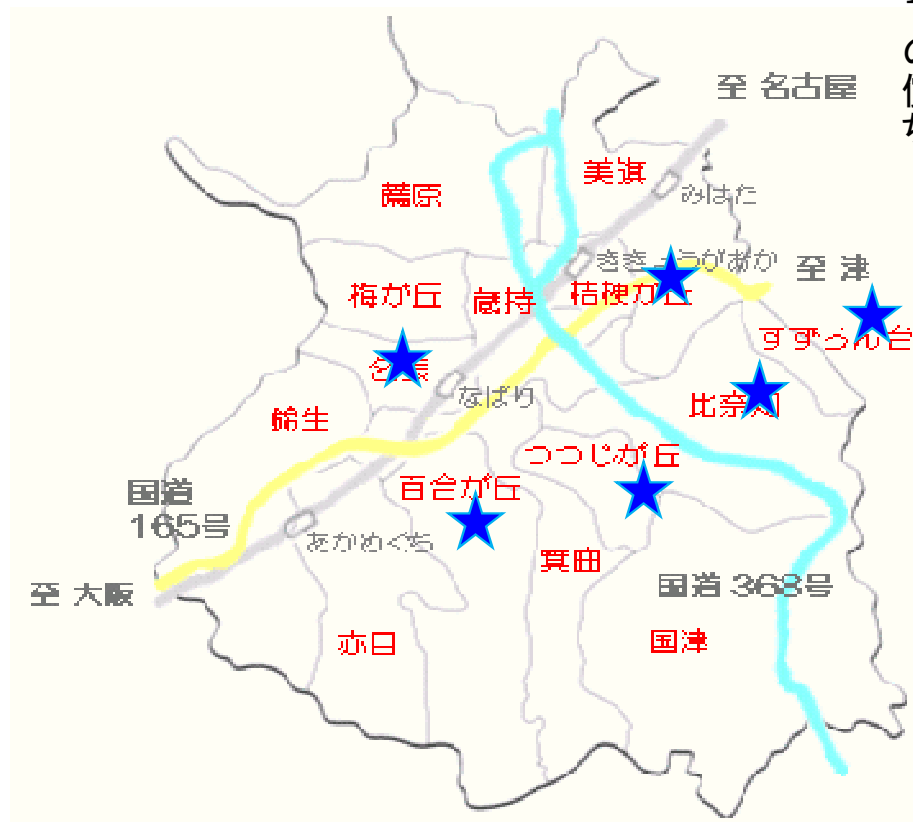 至 名古屋
美旗
薦原
みはた
ききょうがおか
至 津
梅が丘
蔵持
桔梗が丘
すずらん台
名張
なばり
比奈知
錦生
つつじが丘
百合が丘
国道
165号
あかめぐち
箕曲
国道 368号
至 大阪
赤目
国津